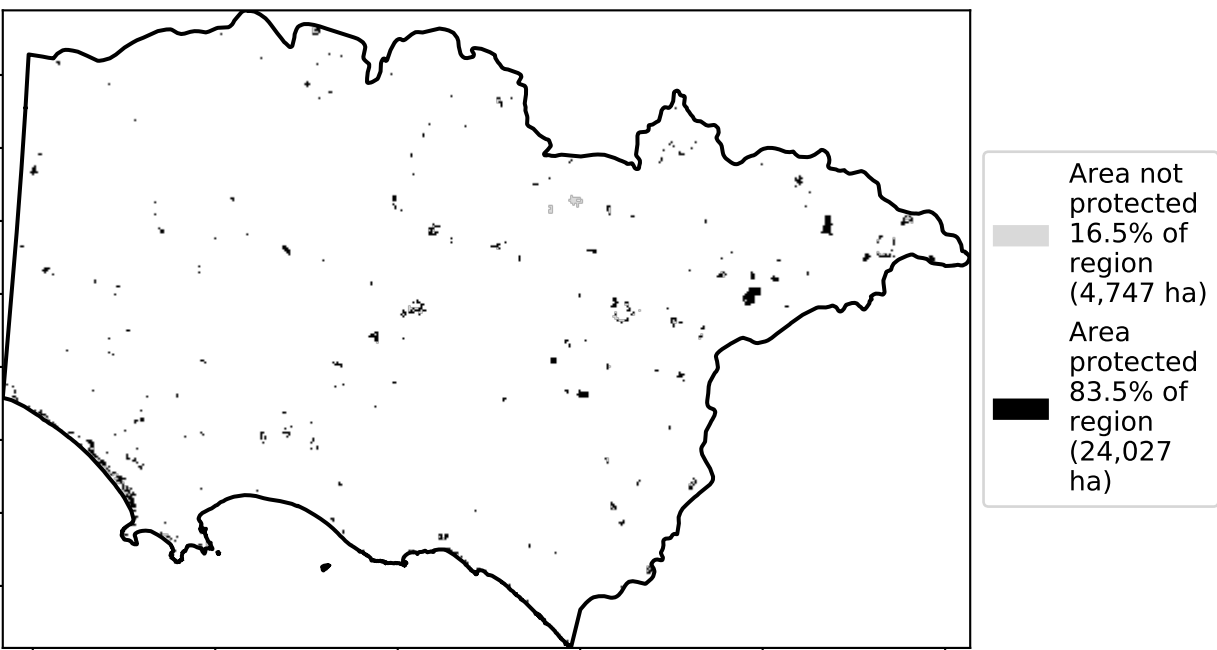 Area not
protected
16.5% of
region
(4,747 ha)
Area
protected
83.5% of
region
(24,027
ha)